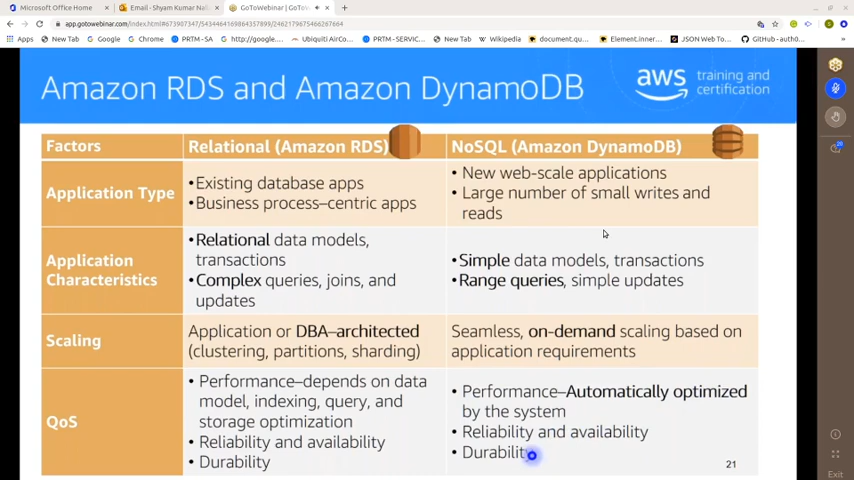 Microsoft Office Home
Email - Shyam Kumar Nal
GoToWebinar | GoT
app.gotowebinar.com/index.html#673907347/5434464169864357899/2462179675466267664
Apps New Tab Google Chrome PRTM-SA http://google... Ubiquiti AirCo... PRTM-SERVIC... New Tab Wikipedia document.qu... Element.inner... JSON Web To... GitHub - auth0...
Amazon RDS and Amazon DynamoDB
aws training and
certification
Factors
Relational (Amazon RDS)
NoSQL (Amazon DynamoDB)
Application Type
•Existing database apps
•Business process–centric apps
• New web-scale applications
• Large number of small writes and
reads
Application
Characteristics
•Relational data models,
transactions
•Complex queries, joins, and
updates
•Simple data models, transactions
•Range queries, simple updates
Scaling
Application or DBA–architected
(clustering, partitions, sharding)
Seamless, on-demand scaling based on
application requirements
QoS
• Performance–depends on data
model, indexing, query, and
storage optimization
• Reliability and availability
• Durability
• Performance–Automatically optimized
by the system
• Reliability and availability
• Durability
21
Exit